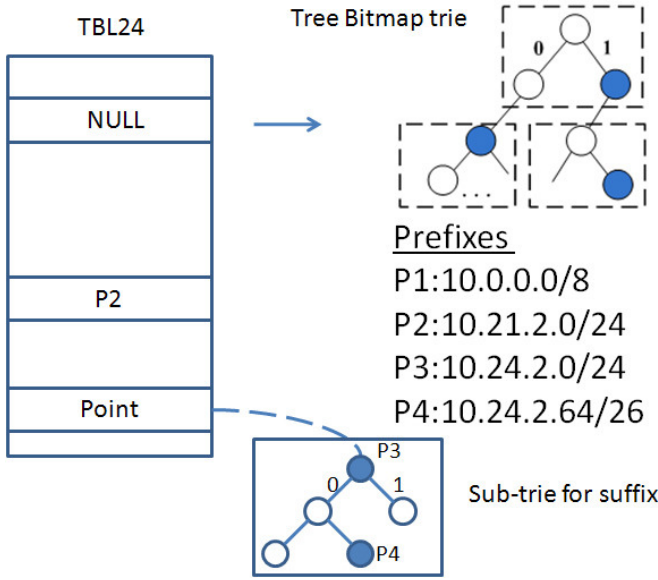 TBL24
Tree Bitmap trie
0
1
NULL
...
Prefixes
P1:10.0.0.0/8
P2
P2:10.21.2.0/24
P3:10.24.2.0/24
Point
P4:10.24.2.64/26
P3
0
1
Sub-trie for suffix
P4